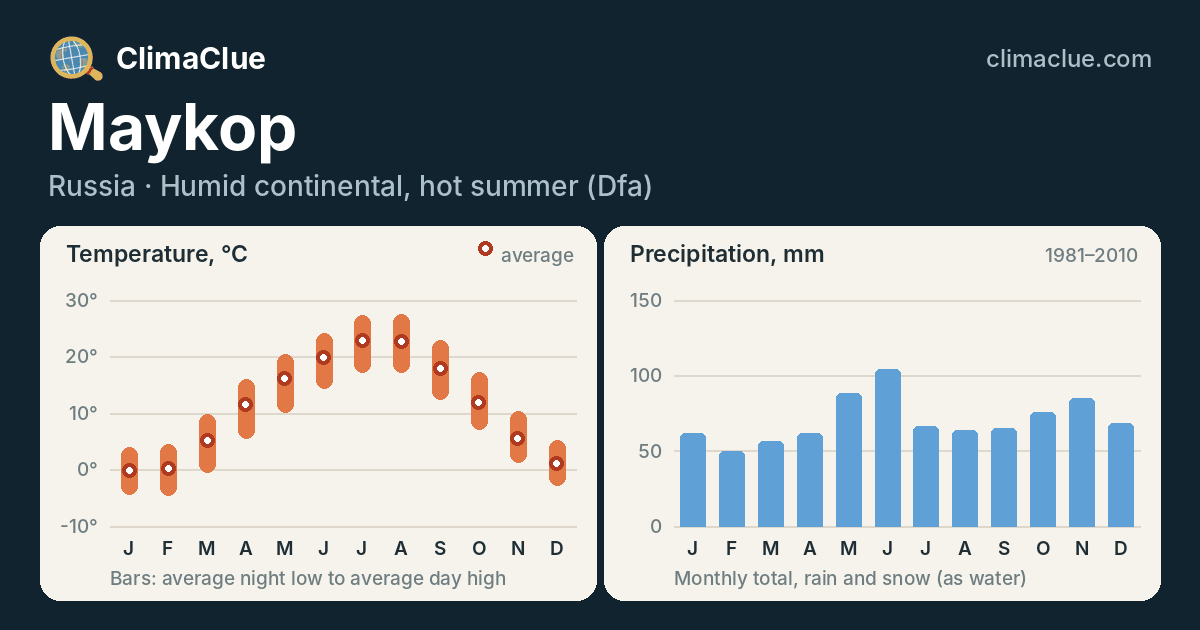 ClimaClue
climaclue.com
Maykop
Russia · Humid continental, hot summer (Dfa)
Temperature, °C
average
30°
20°
10°
0°
-10°
J F M A M J J A S O N D
Bars: average night low to average day high
Precipitation, mm
1981–2010
150
100
50
0
J F M A M J J A S O N D
Monthly total, rain and snow (as water)